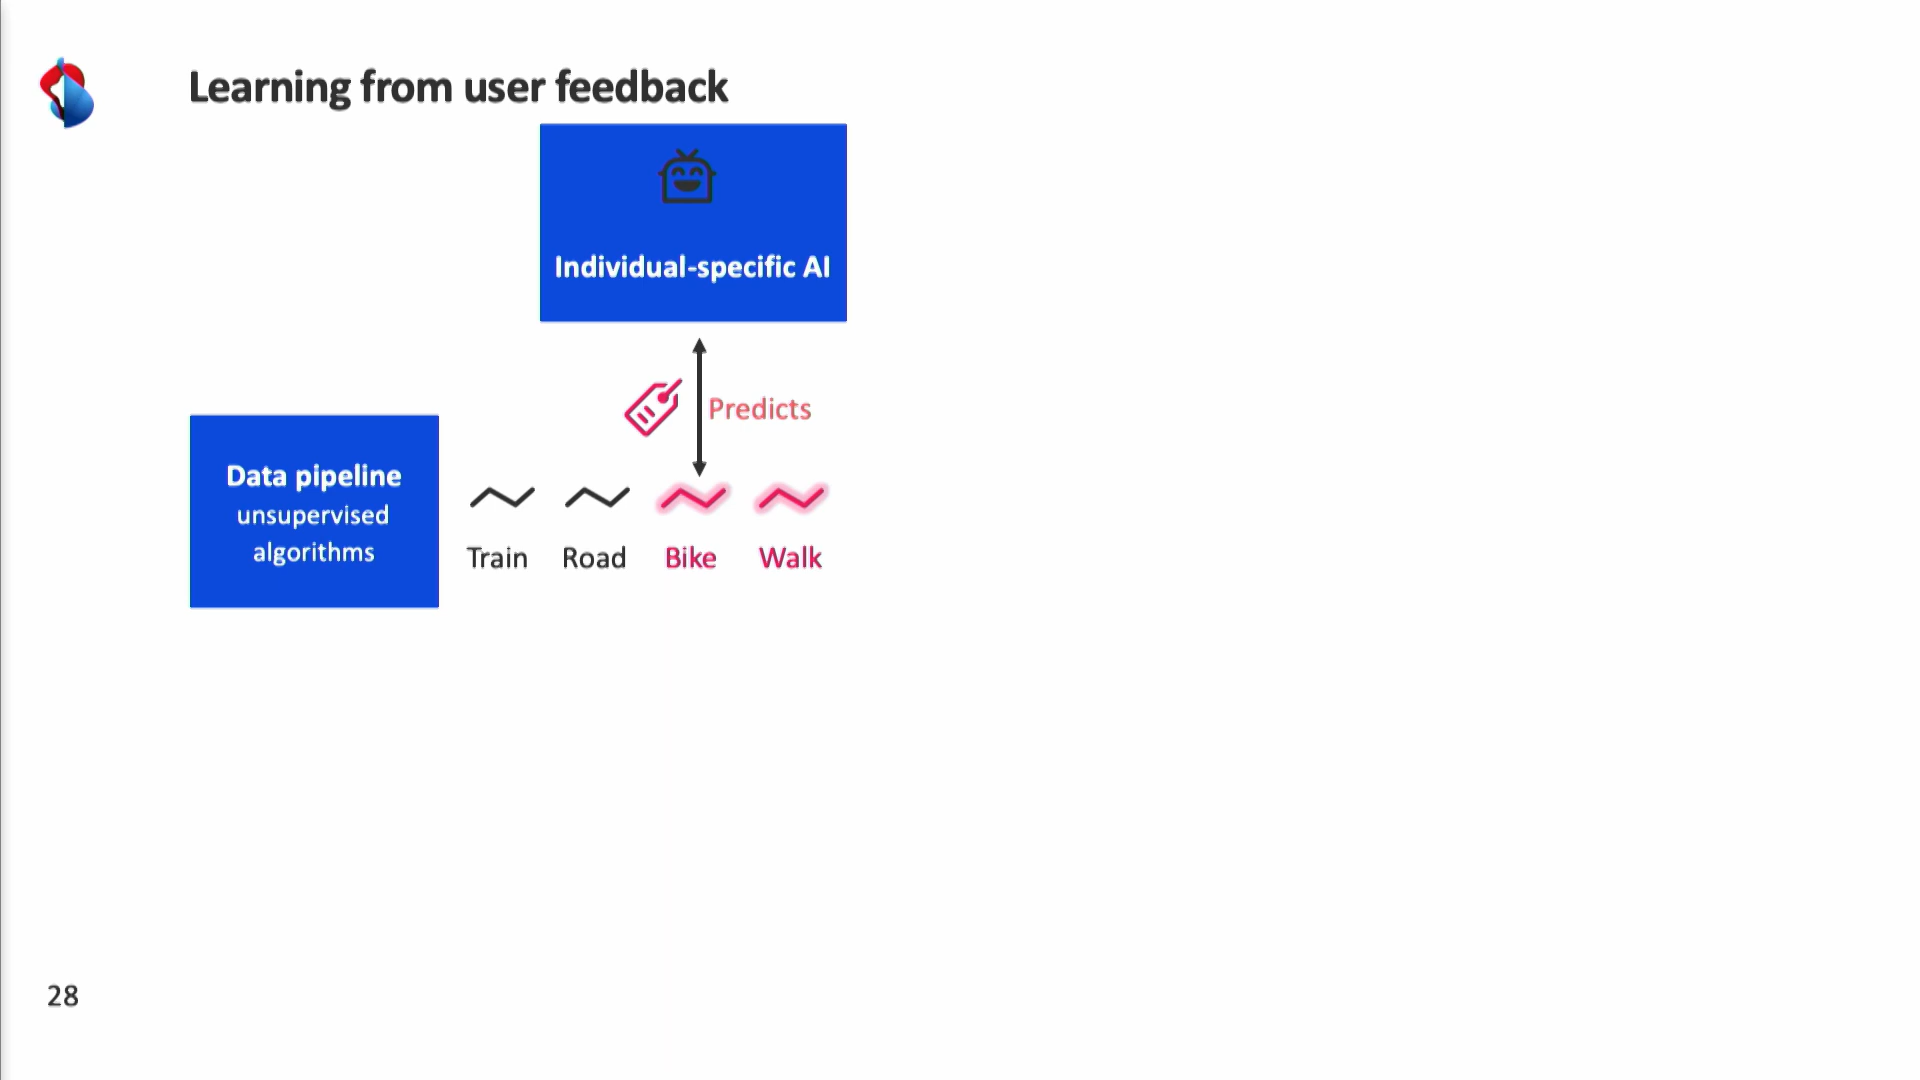 Learning from user feedback
Individual-specific AI
Predicts
Data pipeline
unsupervised
algorithms
Train Road Bike Walk
28